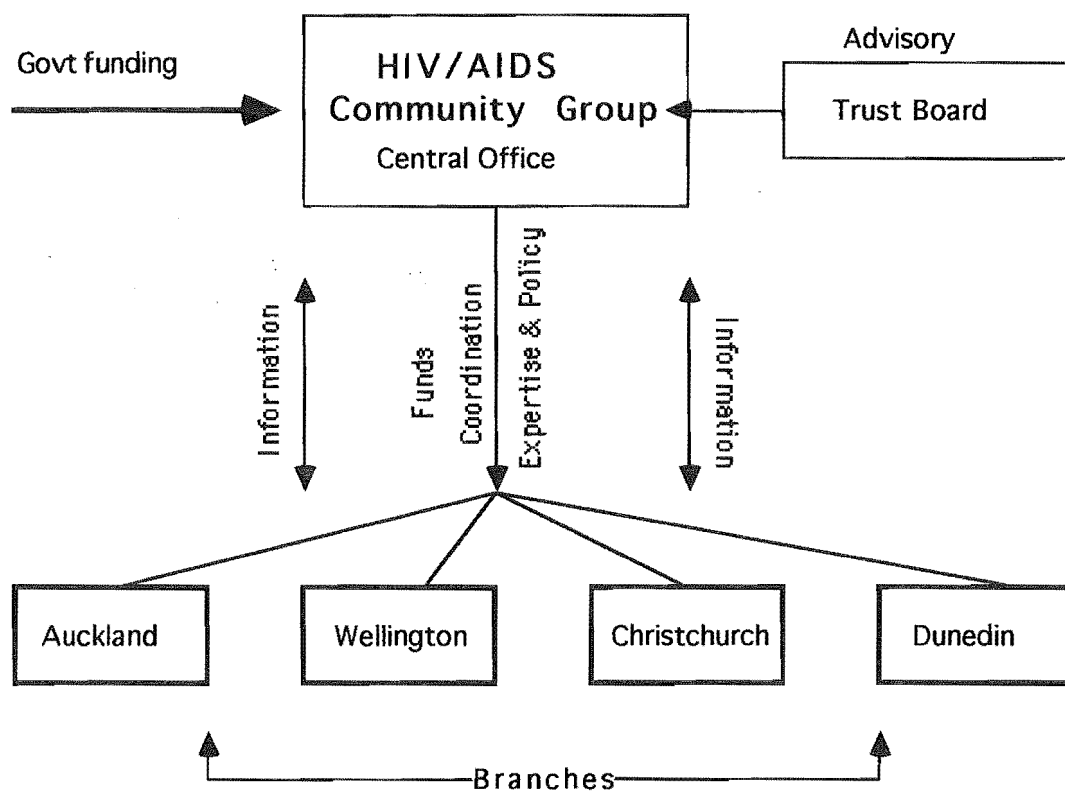 Govt funding
HIV/AIDS
Community Group
Central Office
Advisory
Trust Board
Information
Funds
Coordination
Expertise & Policy
Information
Auckland
Wellington
Christchurch
Dunedin
Branches